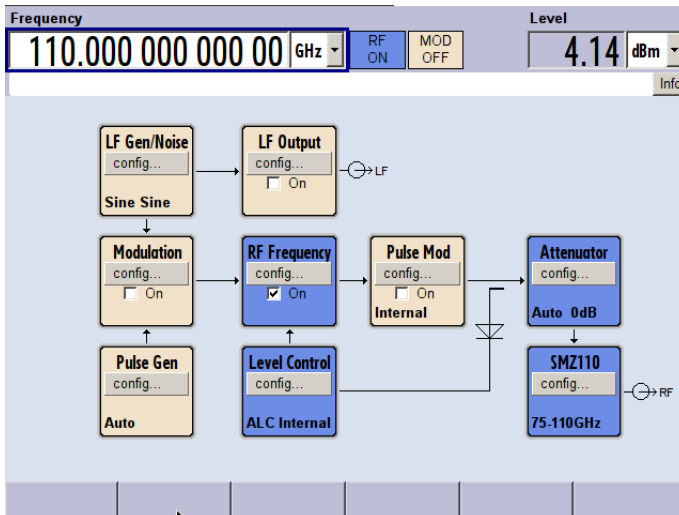 Frequency
Level
110.000 000 000 00 GHz
RF ON
MOD OFF
4.14 dBm
Info
LF Gen/Noise
config...
Sine Sine
LF Output
config...
On
LF
Modulation
config...
On
RF Frequency
config...
On
Pulse Mod
config...
On
Internal
Attenuator
config...
Auto 0dB
Pulse Gen
config...
Auto
Level Control
config...
ALC Internal
SMZ110
config...
75-110GHz
RF